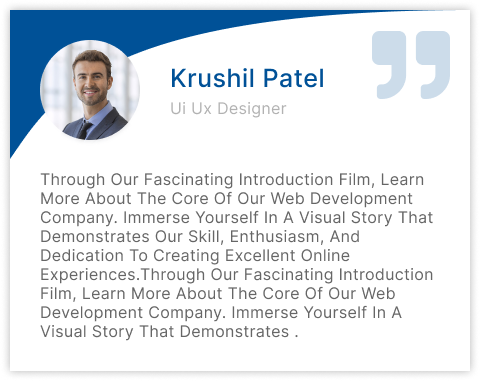 Krushil Patel
Ui Ux Designer
Through Our Fascinating Introduction Film, Learn
More About The Core Of Our Web Development
Company. Immerse Yourself In A Visual Story That
Demonstrates Our Skill, Enthusiasm, And
Dedication To Creating Excellent Online
Experiences.Through Our Fascinating Introduction
Film, Learn More About The Core Of Our Web
Development Company. Immerse Yourself In A
Visual Story That Demonstrates .